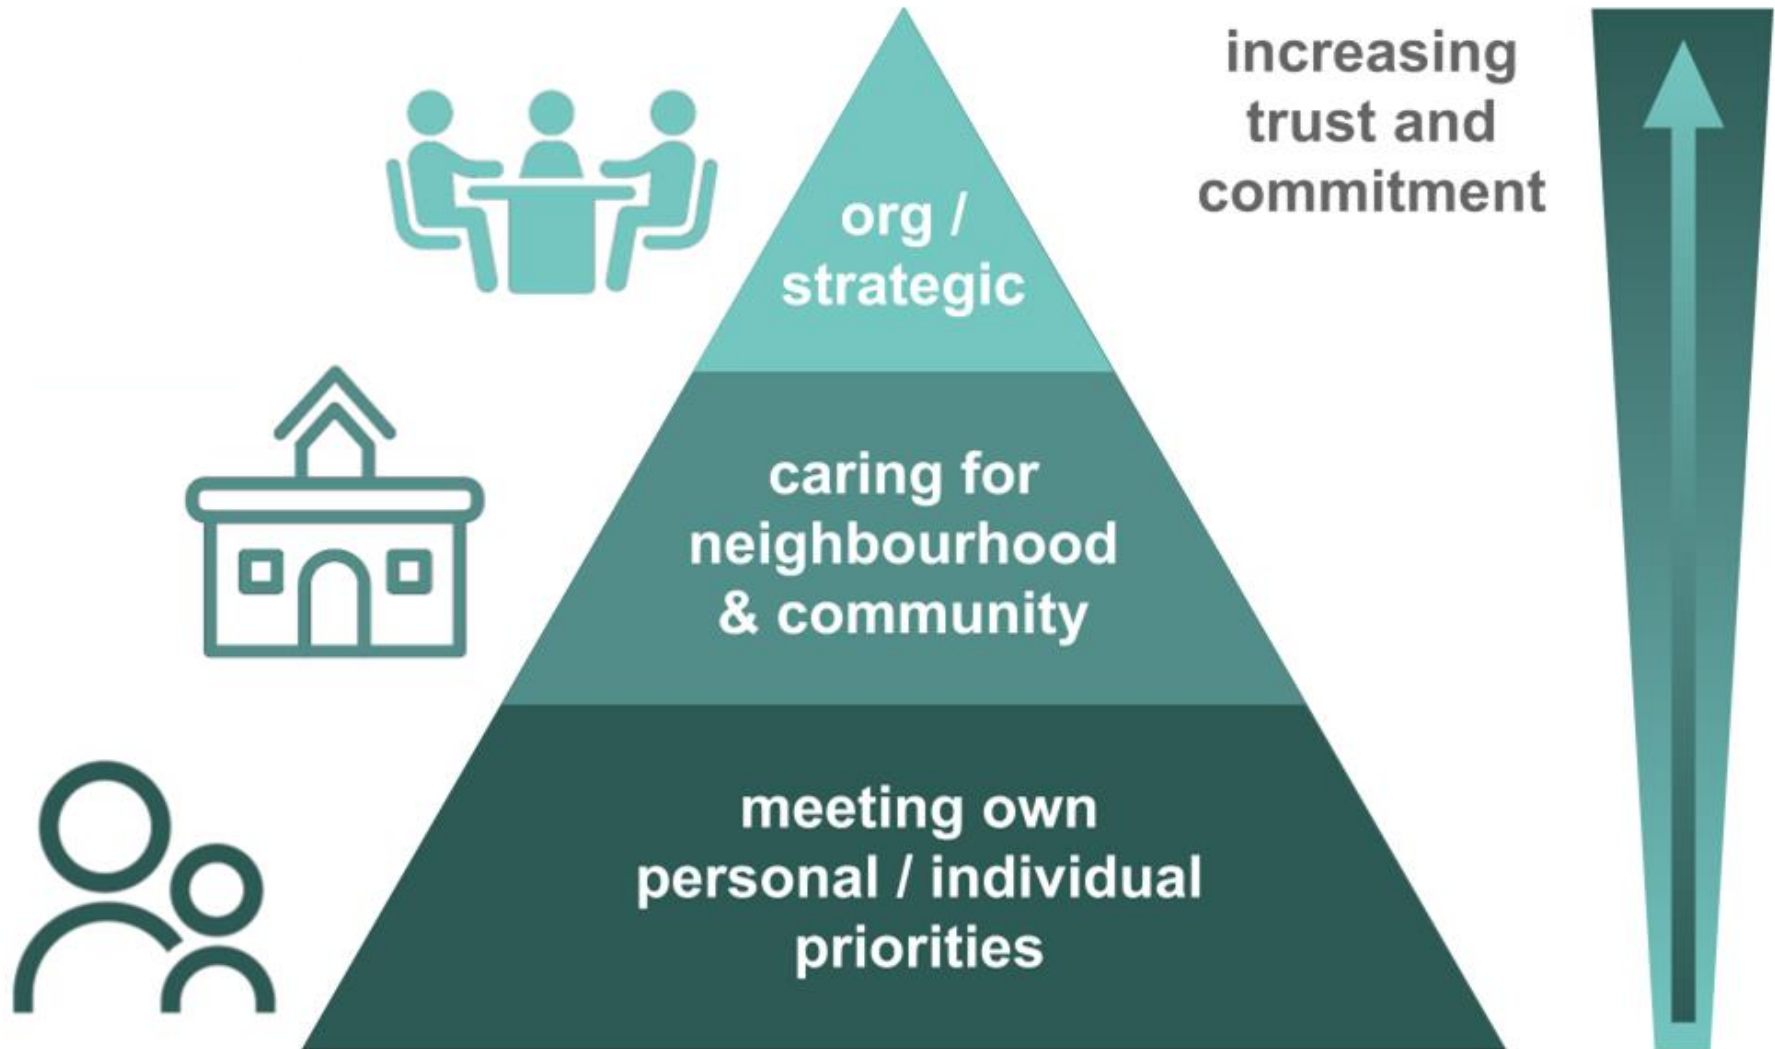 increasing
trust and
commitment
org /
strategic
caring for
neighbourhood
& community
meeting own
personal / individual
priorities